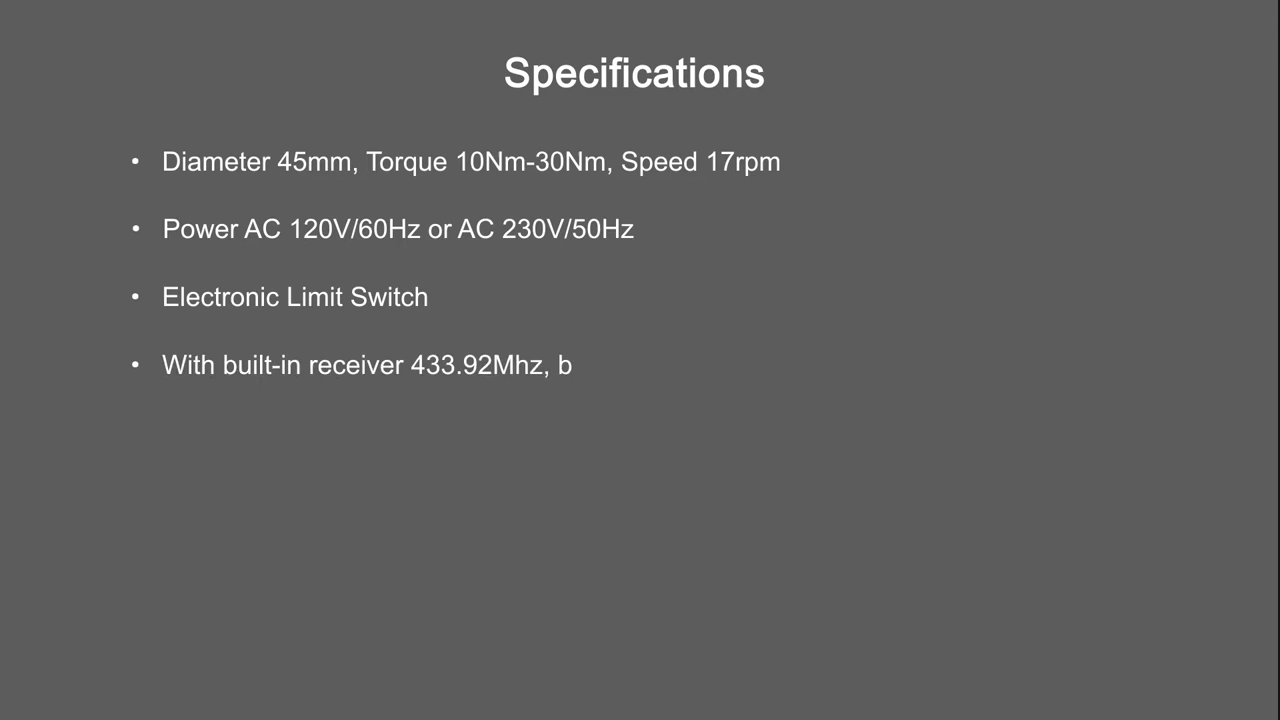 Specifications
• Diameter 45mm, Torque 10Nm-30Nm, Speed 17rpm
• Power AC 120V/60Hz or AC 230V/50Hz
• Electronic Limit Switch
• With built-in receiver 433.92Mhz, b